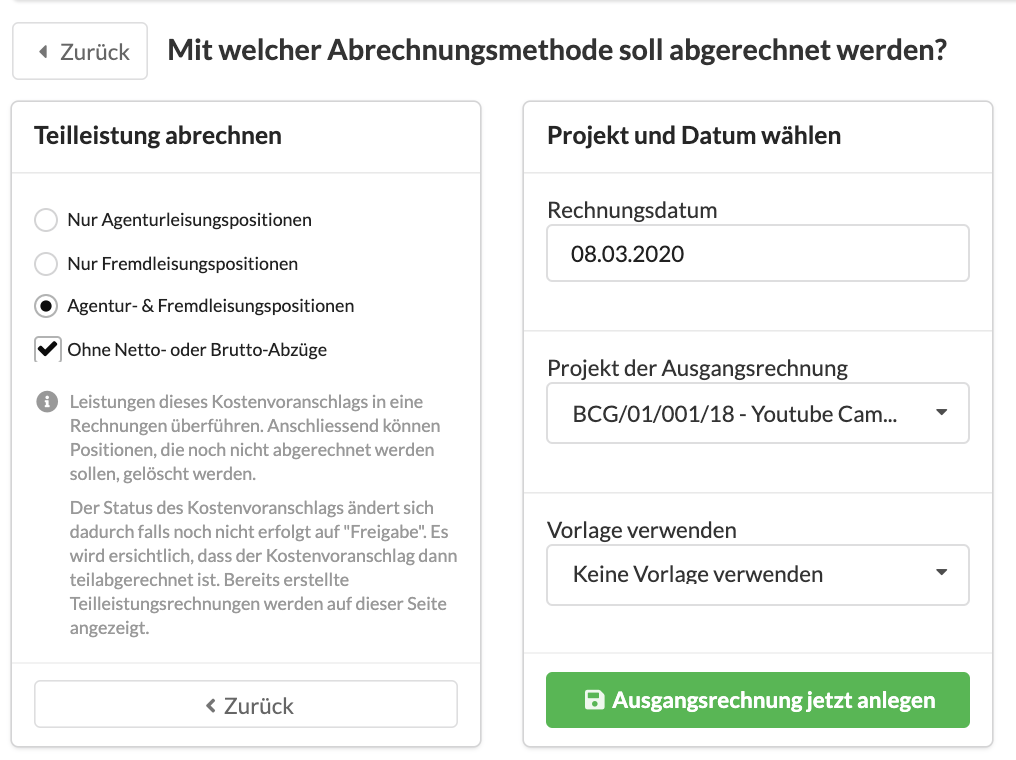 Zurück
Mit welcher Abrechnungsmethode soll abgerechnet werden?
Teilleistung abrechnen
Nur Agenturleisungspositionen
Nur Fremdleisungspositionen
Agentur- & Fremdleisungspositionen
Ohne Netto- oder Brutto-Abzüge
Leistungen dieses Kostenvoranschlags in eine
Rechnungen überführen. Anschliessend können
Positionen, die noch nicht abgerechnet werden
sollen, gelöscht werden.
Der Status des Kostenvoranschlags ändert sich
dadurch falls noch nicht erfolgt auf "Freigabe". Es
wird ersichtlich, dass der Kostenvoranschlag dann
teilabgerechnet ist. Bereits erstellte
Teilleistungsrechnungen werden auf dieser Seite
angezeigt.
Zurück
Projekt und Datum wählen
Rechnungsdatum
08.03.2020
Projekt der Ausgangsrechnung
BCG/01/001/18 - Youtube Cam...
Vorlage verwenden
Keine Vorlage verwenden
Ausgangsrechnung jetzt anlegen